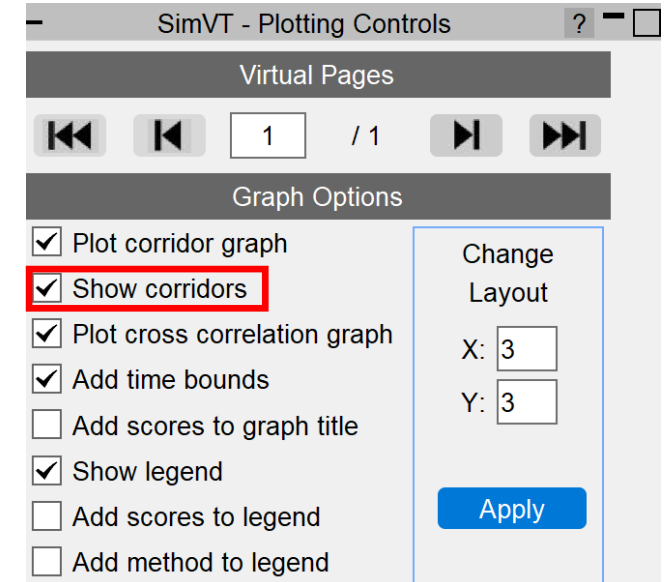 SimVT - Plotting Controls ?
Virtual Pages
1 / 1
Graph Options
Plot corridor graph
Show corridors
Plot cross correlation graph
Add time bounds
Add scores to graph title
Show legend
Add scores to legend
Add method to legend
Change
Layout
X: 3
Y: 3
Apply